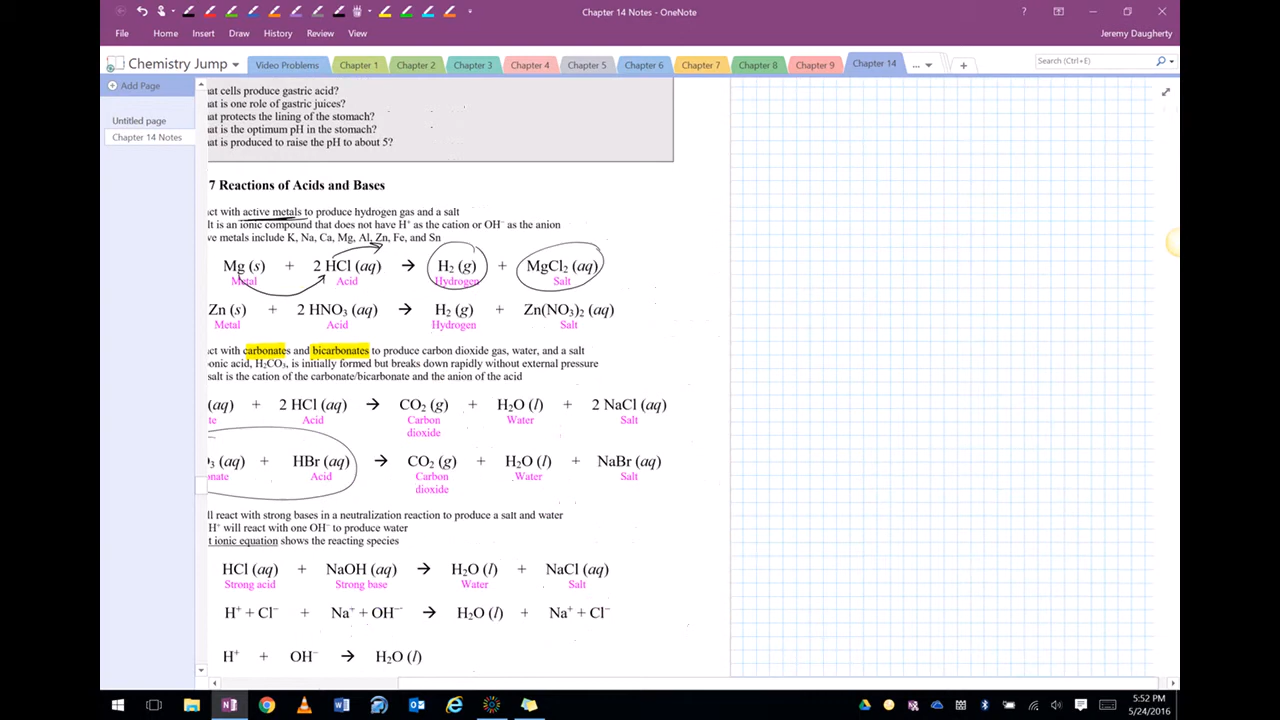 Chapter 14 Notes - OneNote
File Home Insert Draw History Review View
Jeremy Daugherty
Chemistry Jump
Video Problems Chapter 1 Chapter 2 Chapter 3 Chapter 4 Chapter 5 Chapter 6 Chapter 7 Chapter 8 Chapter 9 Chapter 14 ...
Search (Ctrl+E)
Add Page
Untitled page
Chapter 14 Notes
at cells produce gastric acid?
at is one role of gastric juices?
at protects the lining of the stomach?
at is the optimum pH in the stomach?
at is produced to raise the pH to about 5?
7 Reactions of Acids and Bases
act with active metals to produce hydrogen gas and a salt
lt is an ionic compound that does not have H⁺ as the cation or OH⁻ as the anion
ve metals include K, Na, Ca, Mg, Al, Zn, Fe, and Sn
Mg (s) + 2 HCl (aq) → H₂ (g) + MgCl₂ (aq)
Metal Acid Hydrogen Salt
Zn (s) + 2 HNO₃ (aq) → H₂ (g) + Zn(NO₃)₂ (aq)
Metal Acid Hydrogen Salt
act with carbonates and bicarbonates to produce carbon dioxide gas, water, and a salt
onic acid, H₂CO₃, is initially formed but breaks down rapidly without external pressure
salt is the cation of the carbonate/bicarbonate and the anion of the acid
(aq) + 2 HCl (aq) → CO₂ (g) + H₂O (l) + 2 NaCl (aq)
te Acid Carbon Water Salt
dioxide
₃ (aq) + HBr (aq) → CO₂ (g) + H₂O (l) + NaBr (aq)
onate Acid Carbon Water Salt
dioxide
ll react with strong bases in a neutralization reaction to produce a salt and water
H⁺ will react with one OH⁻ to produce water
t ionic equation shows the reacting species
HCl (aq) + NaOH (aq) → H₂O (l) + NaCl (aq)
Strong acid Strong base Water Salt
H⁺ + Cl⁻ + Na⁺ + OH⁻ → H₂O (l) + Na⁺ + Cl⁻
H⁺ + OH⁻ → H₂O (l)
5:52 PM
5/24/2016